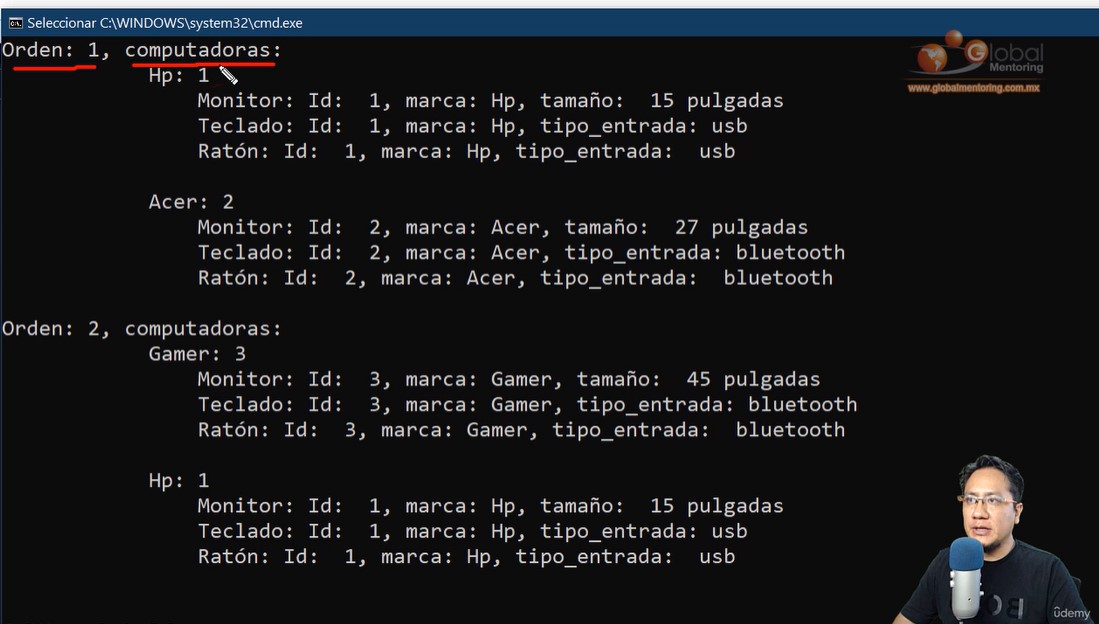 Seleccionar C:\WINDOWS\system32\cmd.exe
Orden: 1, computadoras:
Global
Mentoring
www.globalmentoring.com.mx
Hp: 1
Monitor: Id:  1, marca: Hp, tamaño:  15 pulgadas
Teclado: Id:  1, marca: Hp, tipo_entrada: usb
Ratón: Id:  1, marca: Hp, tipo_entrada:  usb
Acer: 2
Monitor: Id:  2, marca: Acer, tamaño:  27 pulgadas
Teclado: Id:  2, marca: Acer, tipo_entrada: bluetooth
Ratón: Id:  2, marca: Acer, tipo_entrada:  bluetooth
Orden: 2, computadoras:
Gamer: 3
Monitor: Id:  3, marca: Gamer, tamaño:  45 pulgadas
Teclado: Id:  3, marca: Gamer, tipo_entrada: bluetooth
Ratón: Id:  3, marca: Gamer, tipo_entrada:  bluetooth
Hp: 1
Monitor: Id:  1, marca: Hp, tamaño:  15 pulgadas
Teclado: Id:  1, marca: Hp, tipo_entrada: usb
Ratón: Id:  1, marca: Hp, tipo_entrada:  usb
udemy